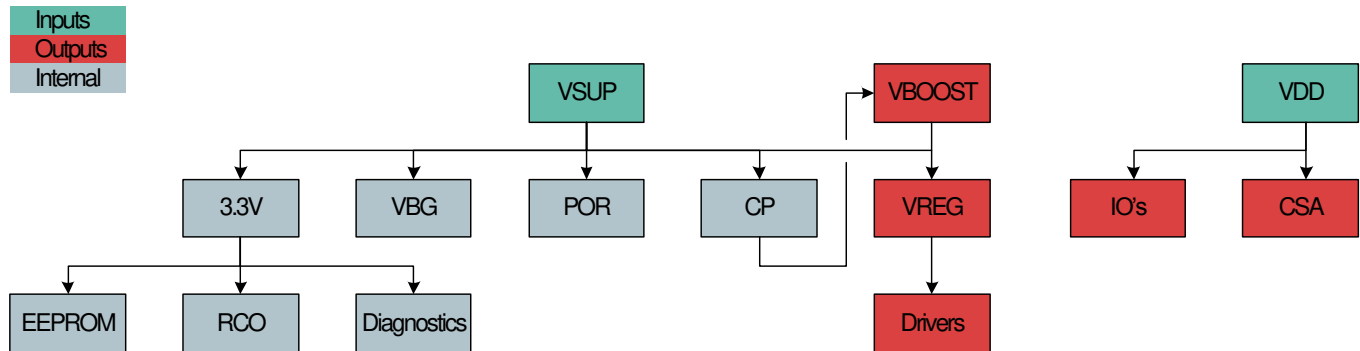 Inputs
Outputs
Internal
VSUP
VBOOST
VDD
3.3V
VBG
POR
CP
VREG
IO's
CSA
EEPROM
RCO
Diagnostics
Drivers